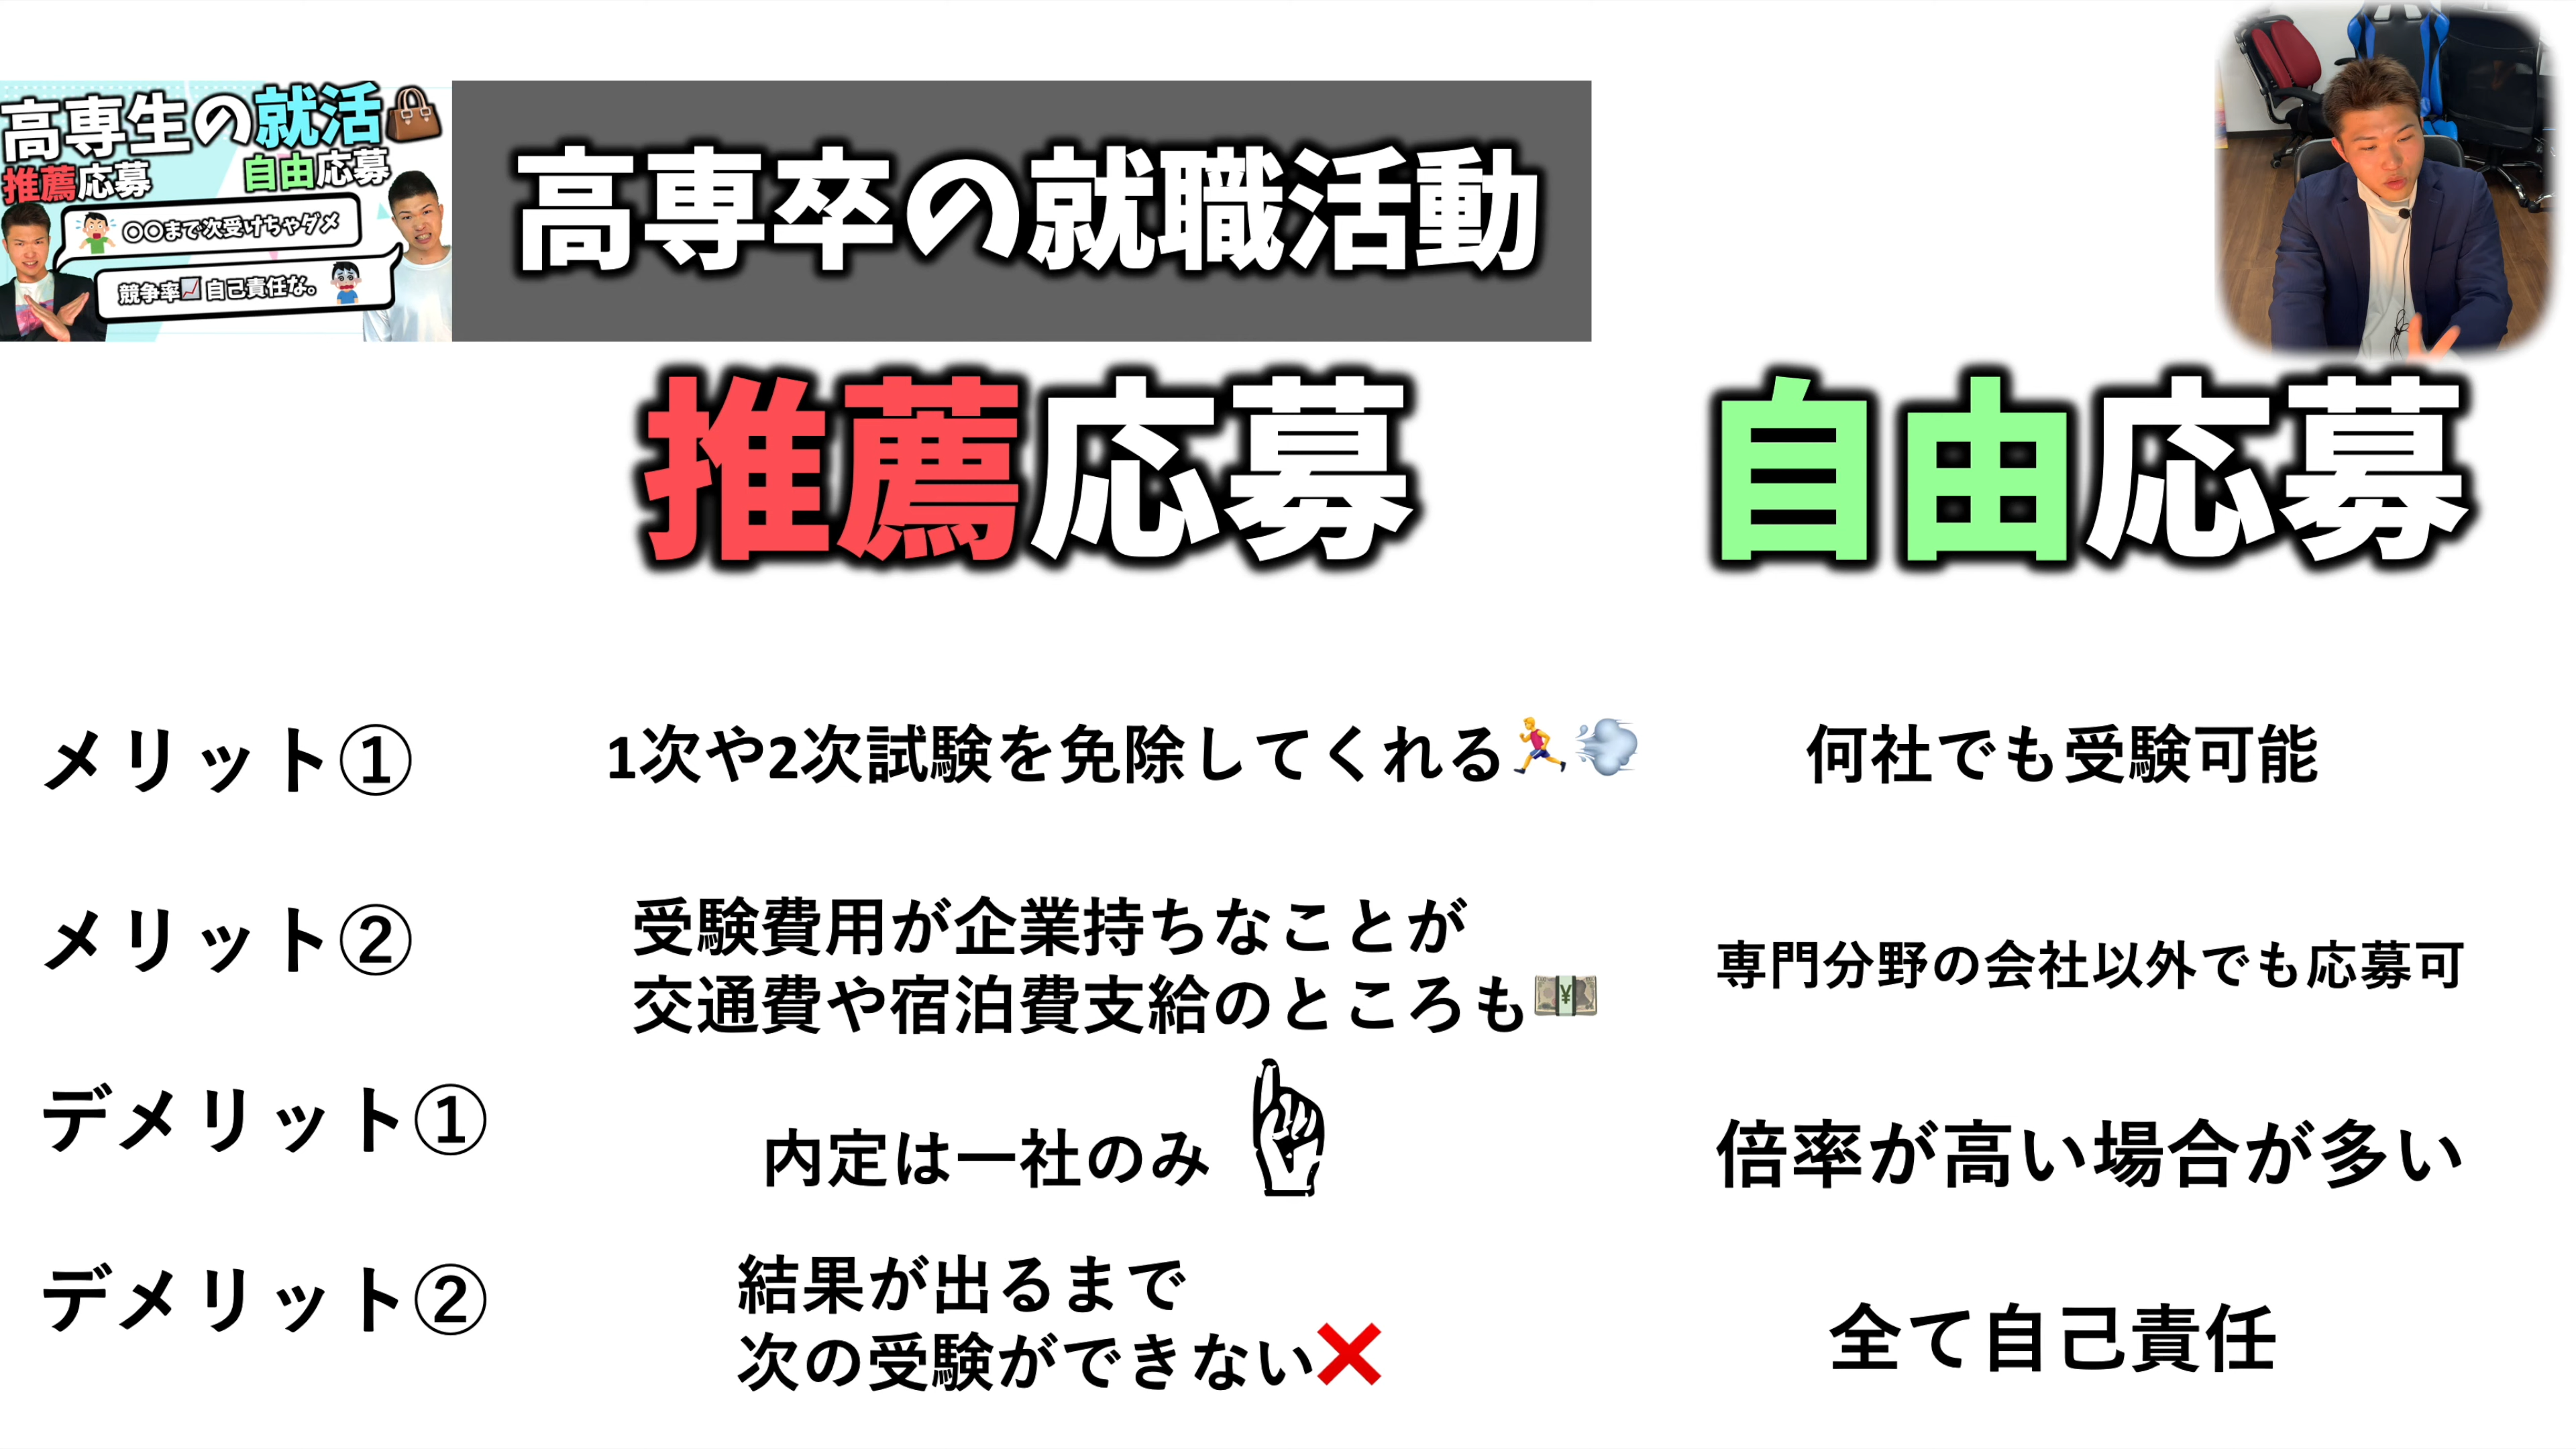 高専生の就活
推薦応募
自由応募
〇〇まで次受けちゃダメ
競争率自己責任な。
高専卒の就職活動
推薦応募
自由応募
メリット①
1次や2次試験を免除してくれる
何社でも受験可能
メリット②
受験費用が企業持ちなことが
交通費や宿泊費支給のところも
専門分野の会社以外でも応募可
デメリット①
内定は一社のみ
倍率が高い場合が多い
デメリット②
結果が出るまで
次の受験ができない
全て自己責任